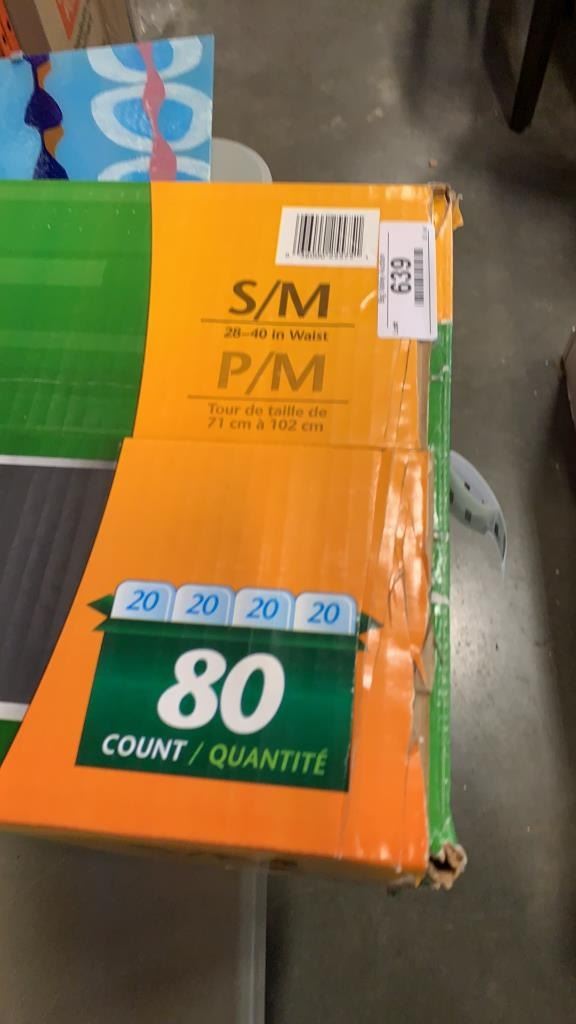 S/M
28–40 in Waist
P/M
Tour de taille de
71 cm à 102 cm
639
20 20 20 20
80
COUNT / QUANTITÉ